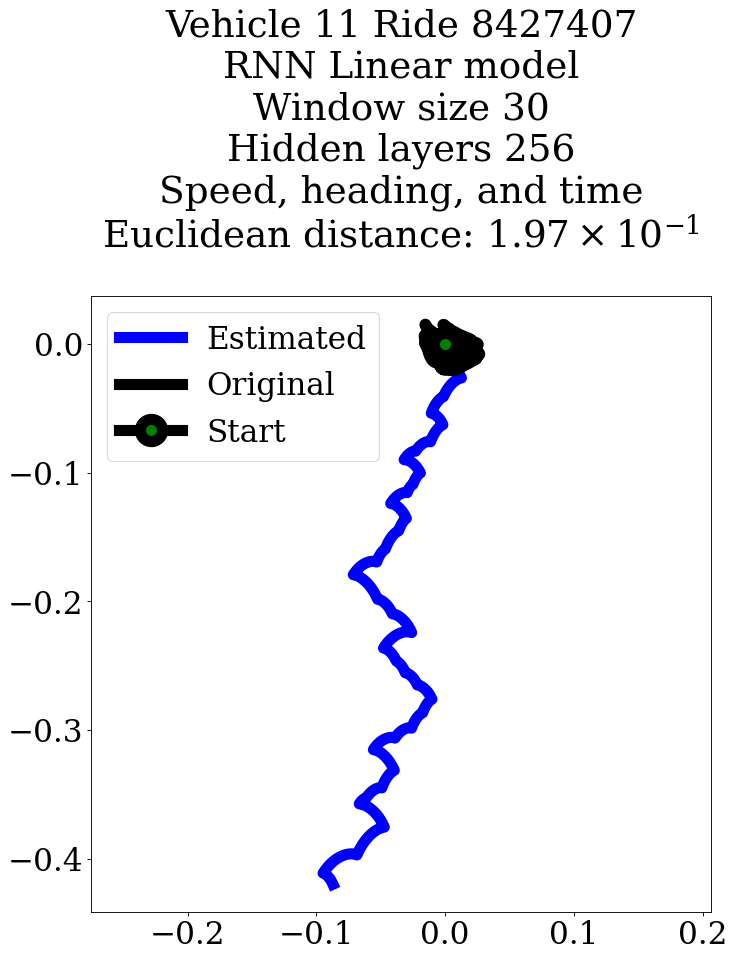 Vehicle 11 Ride 8427407
RNN Linear model
Window size 30
Hidden layers 256
Speed, heading, and time
Euclidean distance: 1.97 × 10⁻¹
Estimated
Original
Start
0.0
−0.1
−0.2
−0.3
−0.4
−0.2 −0.1 0.0 0.1 0.2